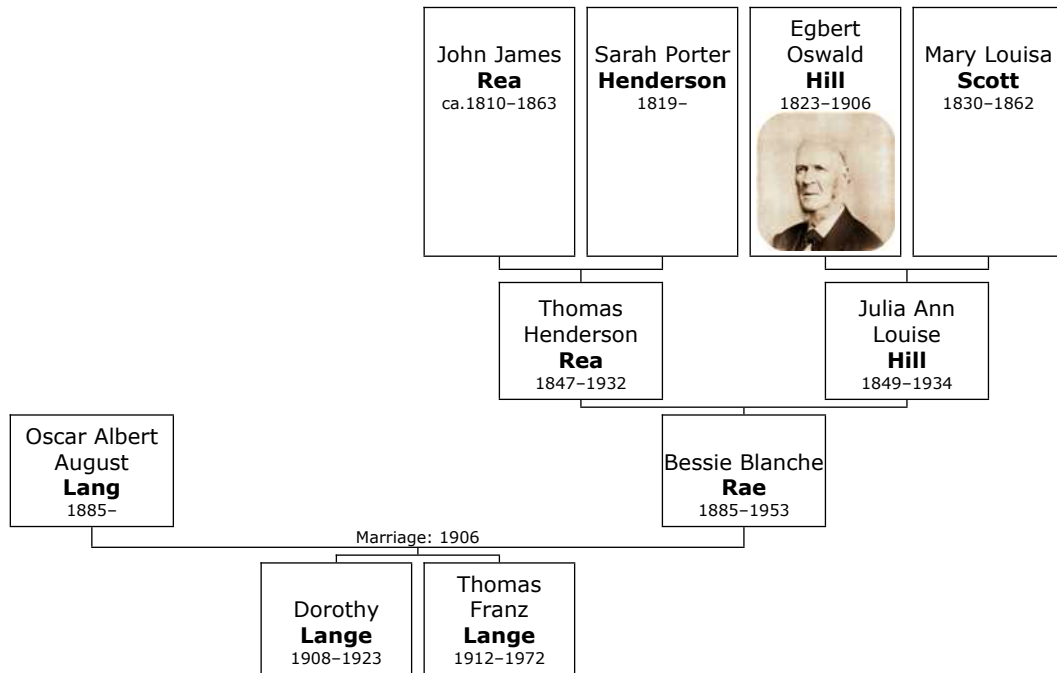 John James
Rea
ca.1810–1863
Sarah Porter
Henderson
1819–
Egbert
Oswald
Hill
1823–1906
Mary Louisa
Scott
1830–1862
Thomas
Henderson
Rea
1847–1932
Julia Ann
Louise
Hill
1849–1934
Oscar Albert
August
Lang
1885–
Bessie Blanche
Rae
1885–1953
Marriage: 1906
Dorothy
Lange
1908–1923
Thomas
Franz
Lange
1912–1972